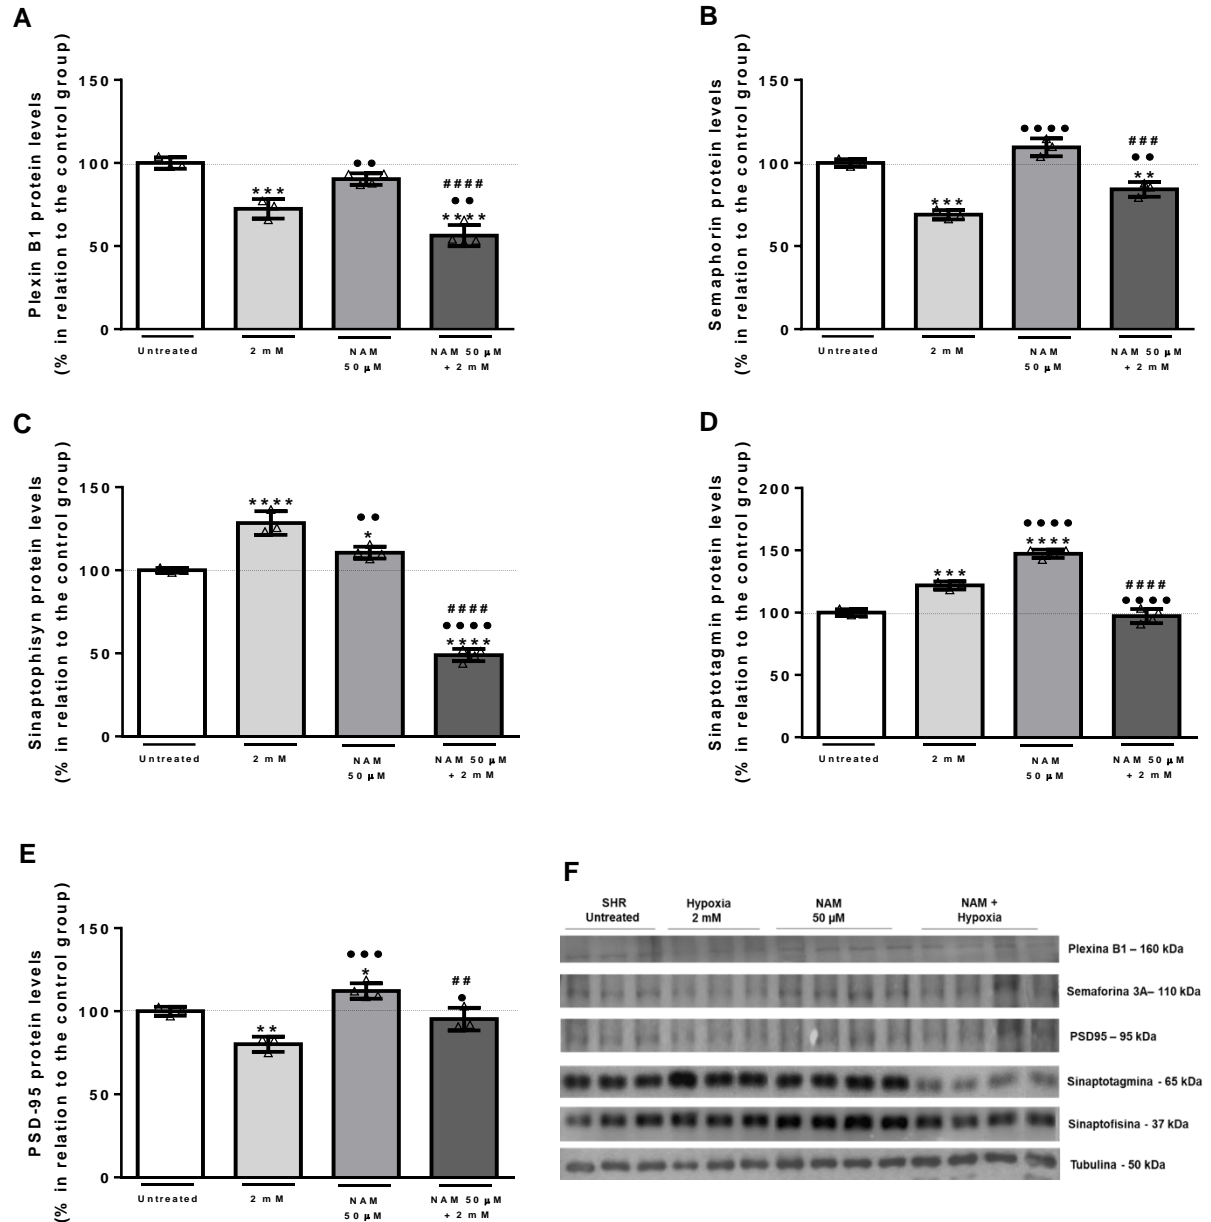 A
Plexin B1 protein levels
(% in relation to the control group)
150
100
50
0
***
●●
####
●●
****
Untreated
2 mM
NAM
50 µM
NAM 50 µM
+ 2 mM
B
Semaphorin protein levels
(% in relation to the control group)
150
100
50
0
***
●●●●
###
●●
**
Untreated
2 mM
NAM
50 µM
NAM 50 µM
+ 2 mM
C
Sinaptophisyn protein levels
(% in relation to the control group)
150
100
50
0
****
●●
*
####
●●●●
****
Untreated
2 mM
NAM
50 µM
NAM 50 µM
+ 2 mM
D
Sinaptotagmin protein levels
(% in relation to the control group)
200
150
100
50
0
***
●●●●
****
####
●●●●
Untreated
2 mM
NAM
50 µM
NAM 50 µM
+ 2 mM
E
PSD-95 protein levels
(% in relation to the control group)
150
100
50
0
**
●●●
*
##
●
Untreated
2 mM
NAM
50 µM
NAM 50 µM
+ 2 mM
F
SHR
Untreated
Hypoxia
2 mM
NAM
50 µM
NAM +
Hypoxia
Plexina B1 – 160 kDa
Semaforina 3A– 110 kDa
PSD95 – 95 kDa
Sinaptotagmina - 65 kDa
Sinaptofisina - 37 kDa
Tubulina - 50 kDa